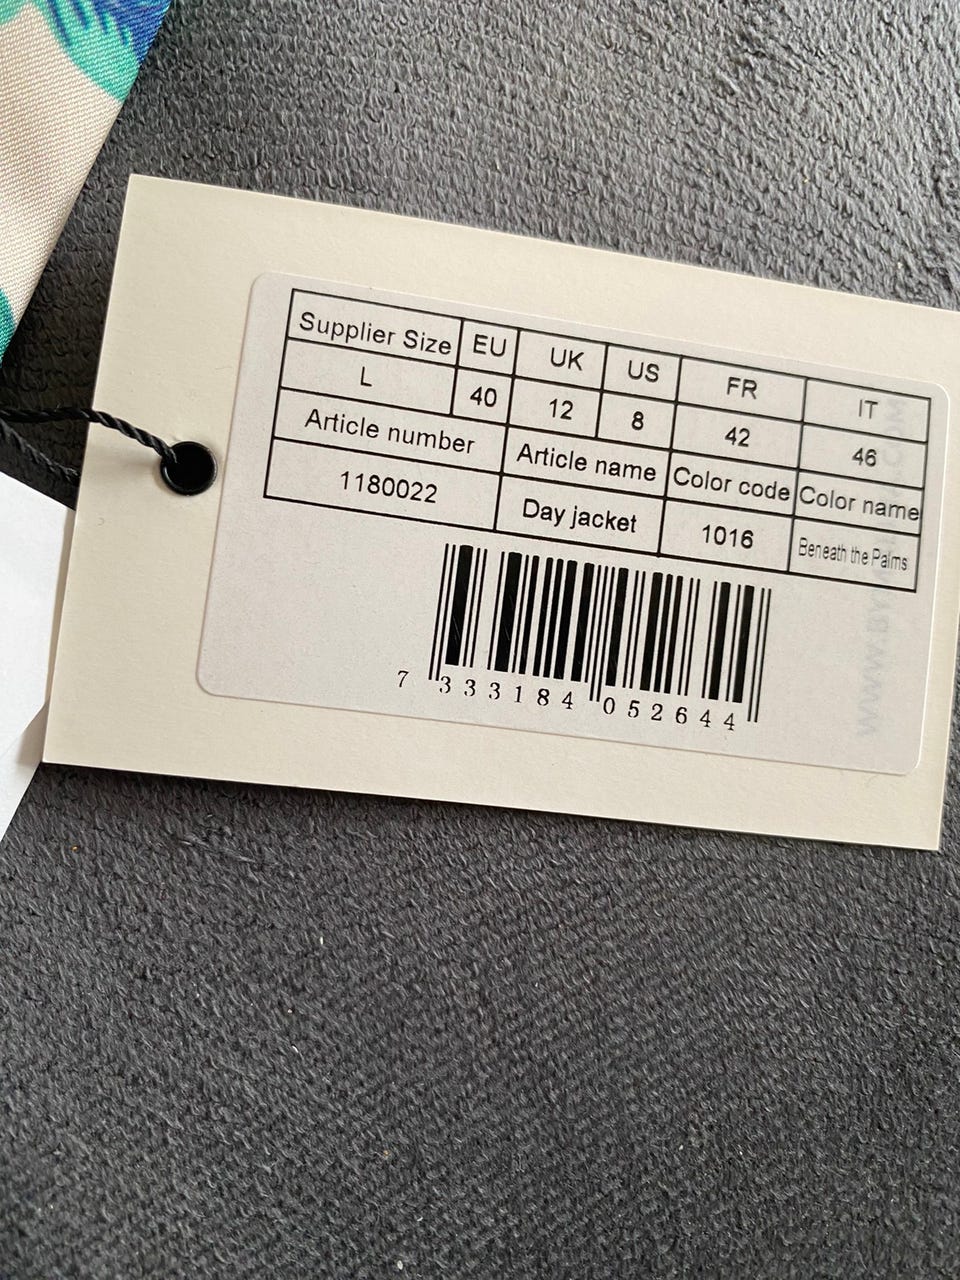 Supplier Size EU UK US FR IT
L 40 12 8 42 46
Article number Article name Color code Color name
1180022 Day jacket 1016 Beneath the Palms
7 333184 052644